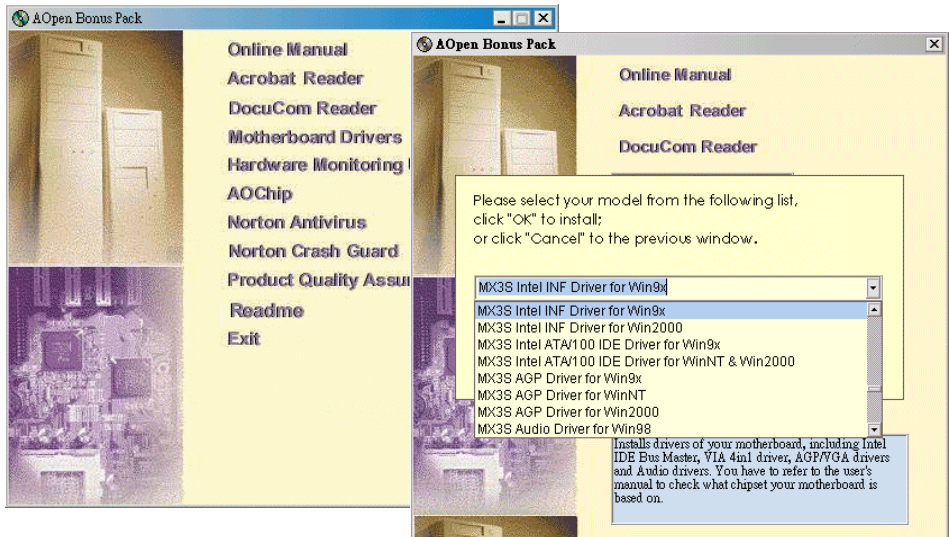 AOpen Bonus Pack
Online Manual
Acrobat Reader
DocuCom Reader
Motherboard Drivers
Hardware Monitoring
AOChip
Norton Antivirus
Norton Crash Guard
Product Quality Assu
Readme
Exit
AOpen Bonus Pack
Online Manual
Acrobat Reader
DocuCom Reader
Please select your model from the following list,
click "OK" to install;
or click "Cancel" to the previous window.
MX3S Intel INF Driver for Win9x
MX3S Intel INF Driver for Win9x
MX3S Intel INF Driver for Win2000
MX3S Intel ATA/100 IDE Driver for Win9x
MX3S Intel ATA/100 IDE Driver for WinNT & Win2000
MX3S AGP Driver for Win9x
MX3S AGP Driver for WinNT
MX3S AGP Driver for Win2000
MX3S Audio Driver for Win98
Installs drivers of your motherboard, including Intel
IDE Bus Master, VIA 4in1 driver, AGP/VGA drivers
and Audio drivers. You have to refer to the user's
manual to check what chipset your motherboard is
based on.